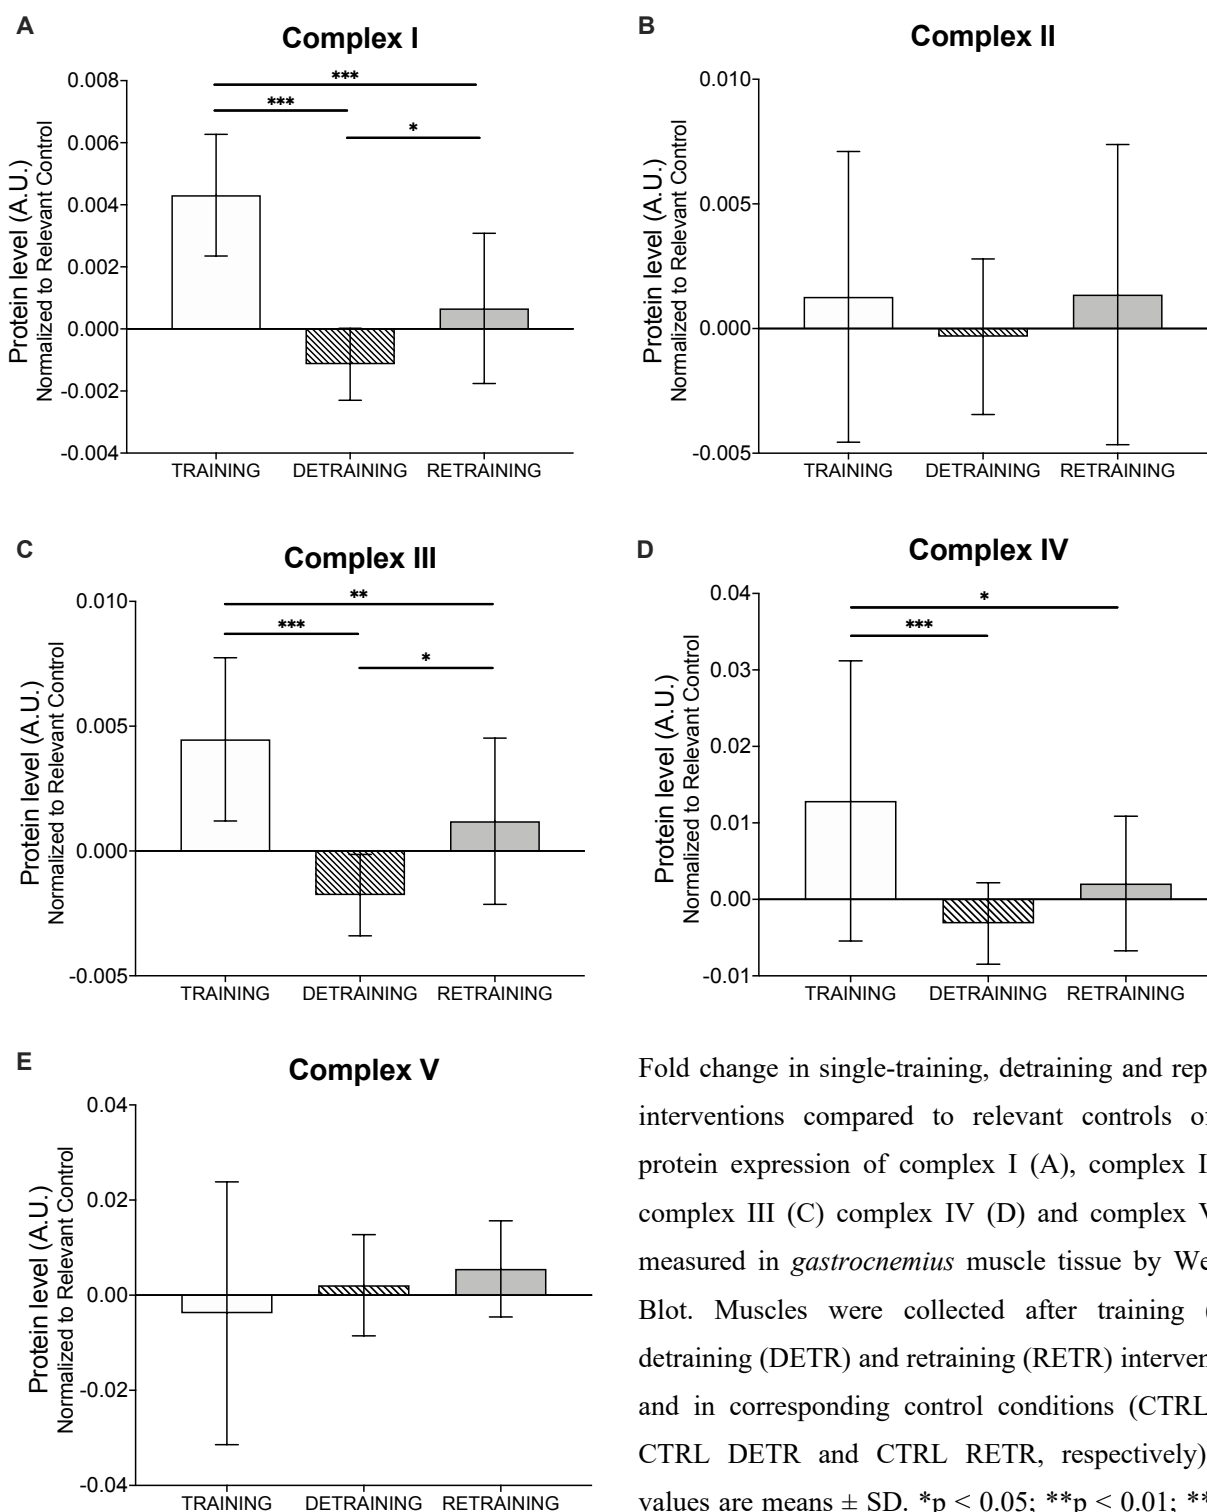 A
Complex I
Protein level (A.U.)
Normalized to Relevant Control
0.008
0.006
0.004
0.002
0.000
-0.002
-0.004
***
***
*
TRAINING DETRAINING RETRAINING
B
Complex II
Protein level (A.U.)
Normalized to Relevant Control
0.010
0.005
0.000
-0.005
TRAINING DETRAINING RETRAINING
C
Complex III
Protein level (A.U.)
Normalized to Relevant Control
0.010
0.005
0.000
-0.005
**
***
*
TRAINING DETRAINING RETRAINING
D
Complex IV
Protein level (A.U.)
Normalized to Relevant Control
0.04
0.03
0.02
0.01
0.00
-0.01
*
***
TRAINING DETRAINING RETRAINING
E
Complex V
Protein level (A.U.)
Normalized to Relevant Control
0.04
0.02
0.00
-0.02
-0.04
TRAINING DETRAINING RETRAINING
Fold change in single-training, detraining and rep
interventions compared to relevant controls o
protein expression of complex I (A), complex I
complex III (C) complex IV (D) and complex V
measured in gastrocnemius muscle tissue by We
Blot. Muscles were collected after training (
detraining (DETR) and retraining (RETR) interven
and in corresponding control conditions (CTRL
CTRL DETR and CTRL RETR, respectively)
values are means ± SD. *p < 0.05; **p < 0.01; **